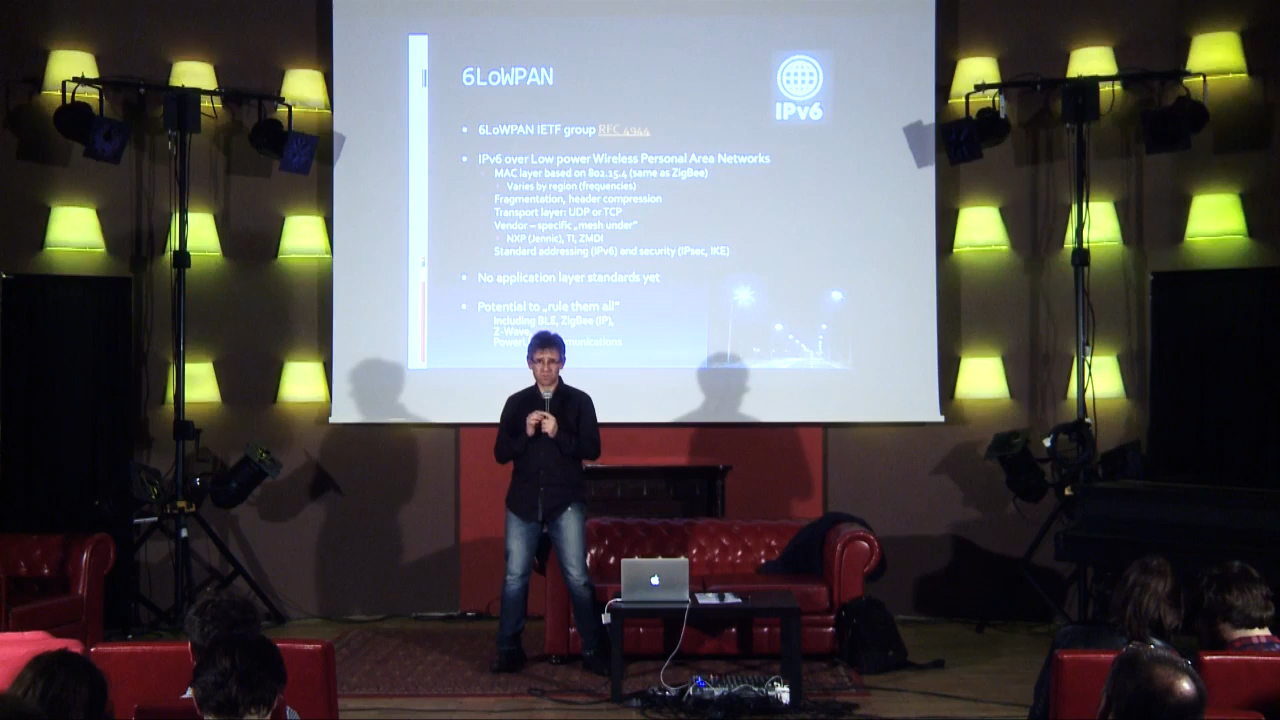 6LoWPAN
IPv6
6LoWPAN IETF group RFC 4944
IPv6 over Low power Wireless Personal Area Networks
MAC layer based on 802.15.4 (same as ZigBee)
Varies by region (frequencies)
Fragmentation, header compression
Transport layer: UDP or TCP
Vendor – specific „mesh under"
NXP (Jennic), TI, ZMDI
Standard addressing (IPv6) and security (IPsec, IKE)
No application layer standards yet
Potential to „rule them all"
Including BLE, ZigBee (IP),
Z-Wave,